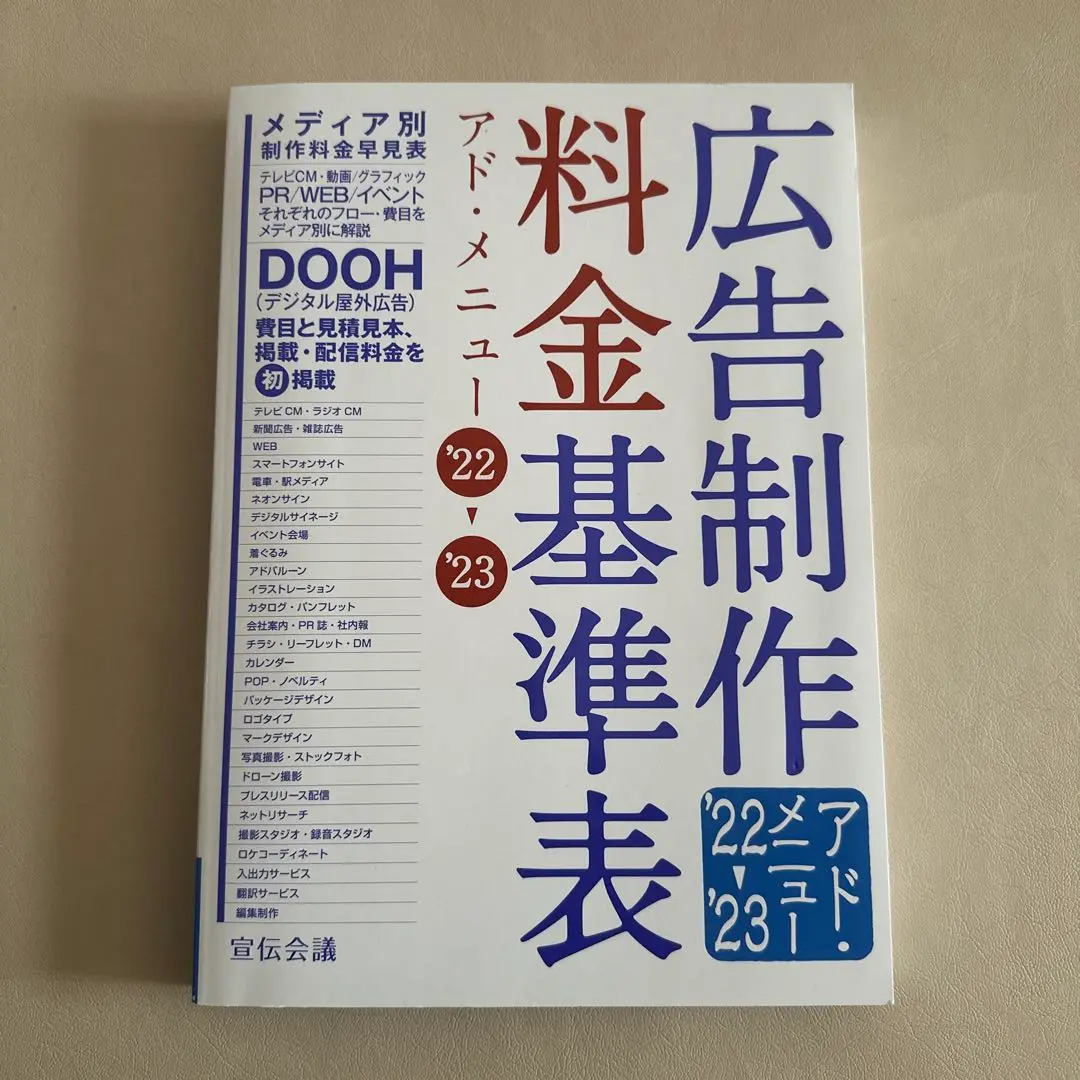 広告制作
料金基準表
アド・メニュー
'22
'23
アド・
メニュー
'22
'23
メディア別
制作料金早見表
テレビCM・動画/グラフィック
PR/WEB/イベント
それぞれのフロー・費目を
メディア別に解説
DOOH
(デジタル屋外広告)
費目と見積見本、
掲載・配信料金を
初掲載
テレビCM・ラジオCM
新聞広告・雑誌広告
WEB
スマートフォンサイト
電車・駅メディア
ネオンサイン
デジタルサイネージ
イベント会場
着ぐるみ
アドバルーン
イラストレーション
カタログ・パンフレット
会社案内・PR誌・社内報
チラシ・リーフレット・DM
カレンダー
POP・ノベルティ
パッケージデザイン
ロゴタイプ
マークデザイン
写真撮影・ストックフォト
ドローン撮影
プレスリリース配信
ネットリサーチ
撮影スタジオ・録音スタジオ
ロケコーディネート
入出力サービス
翻訳サービス
編集制作
宣伝会議